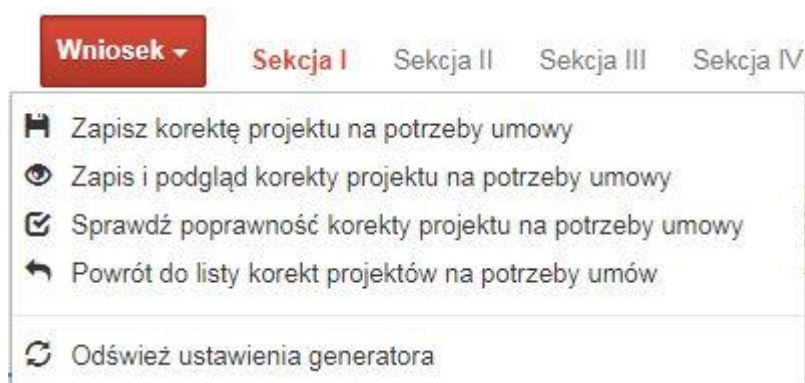 Wniosek Sekcja I Sekcja II Sekcja III Sekcja IV
Zapisz korektę projektu na potrzeby umowy
Zapis i podgląd korekty projektu na potrzeby umowy
Sprawdź poprawność korekty projektu na potrzeby umowy
Powrót do listy korekt projektów na potrzeby umów
Odśwież ustawienia generatora